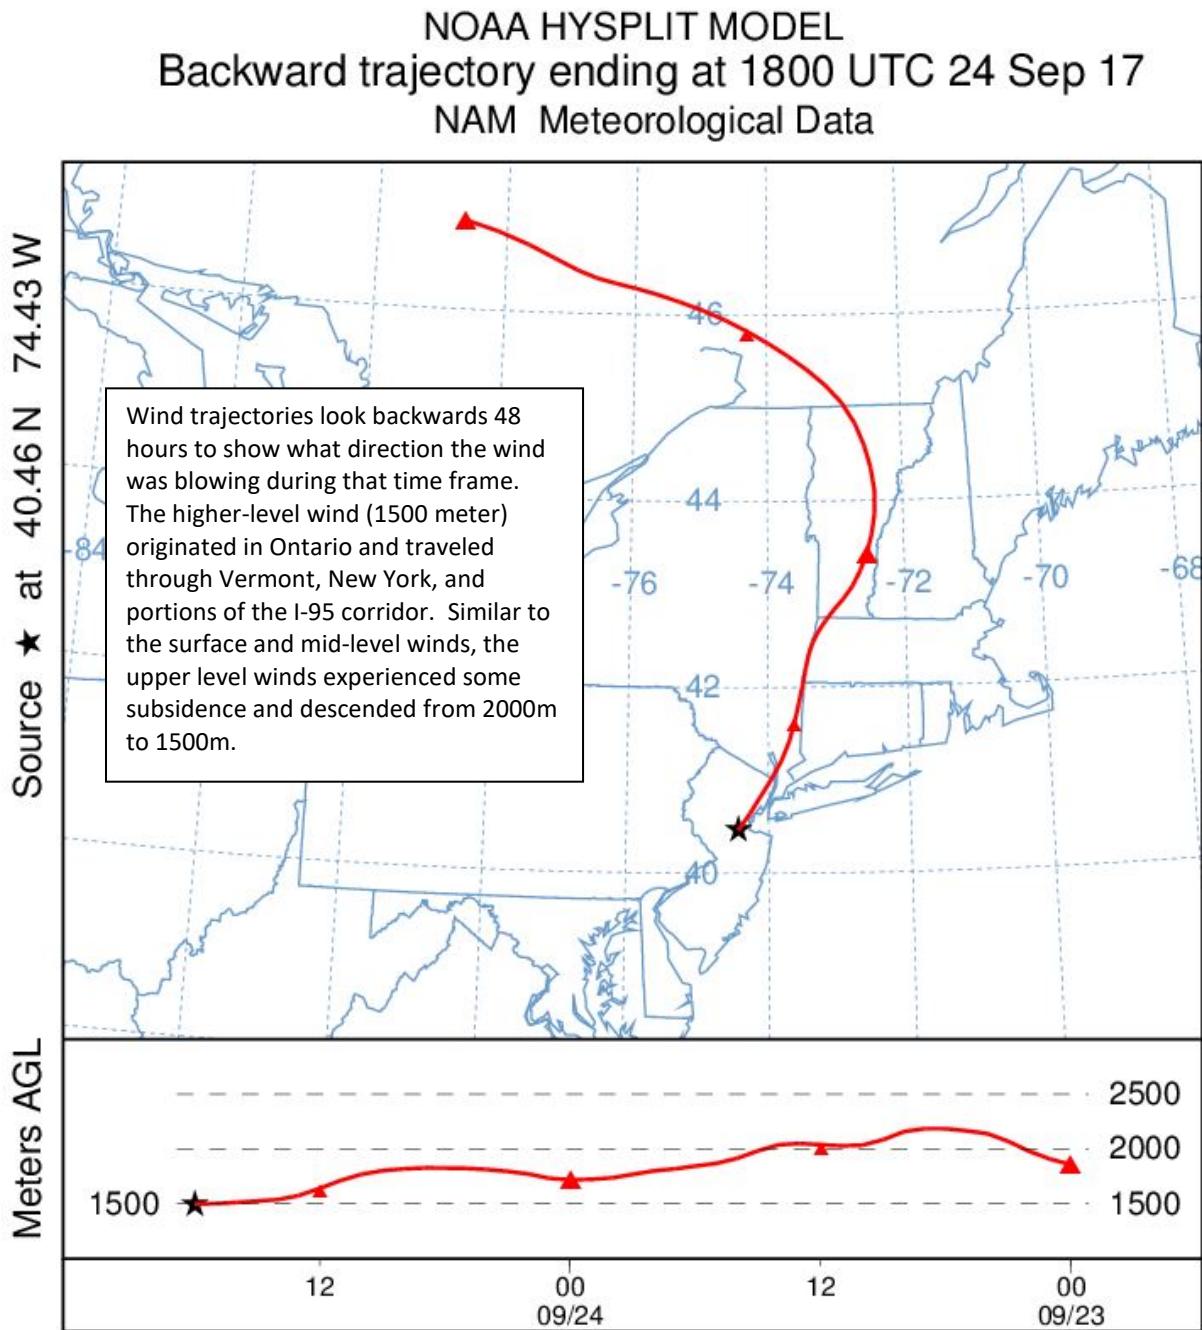 NOAA HYSPLIT MODEL
Backward trajectory ending at 1800 UTC 24 Sep 17
NAM Meteorological Data
Source ★ at 40.46 N 74.43 W
46
Wind trajectories look backwards 48
hours to show what direction the wind
was blowing during that time frame.
The higher-level wind (1500 meter)
originated in Ontario and traveled
through Vermont, New York, and
portions of the I-95 corridor. Similar to
the surface and mid-level winds, the
upper level winds experienced some
subsidence and descended from 2000m
to 1500m.
44
-84
-76
-74
-72
-70
-68
42
40
Meters AGL
2500
2000
1500
1500
12
00
12
00
09/24
09/23